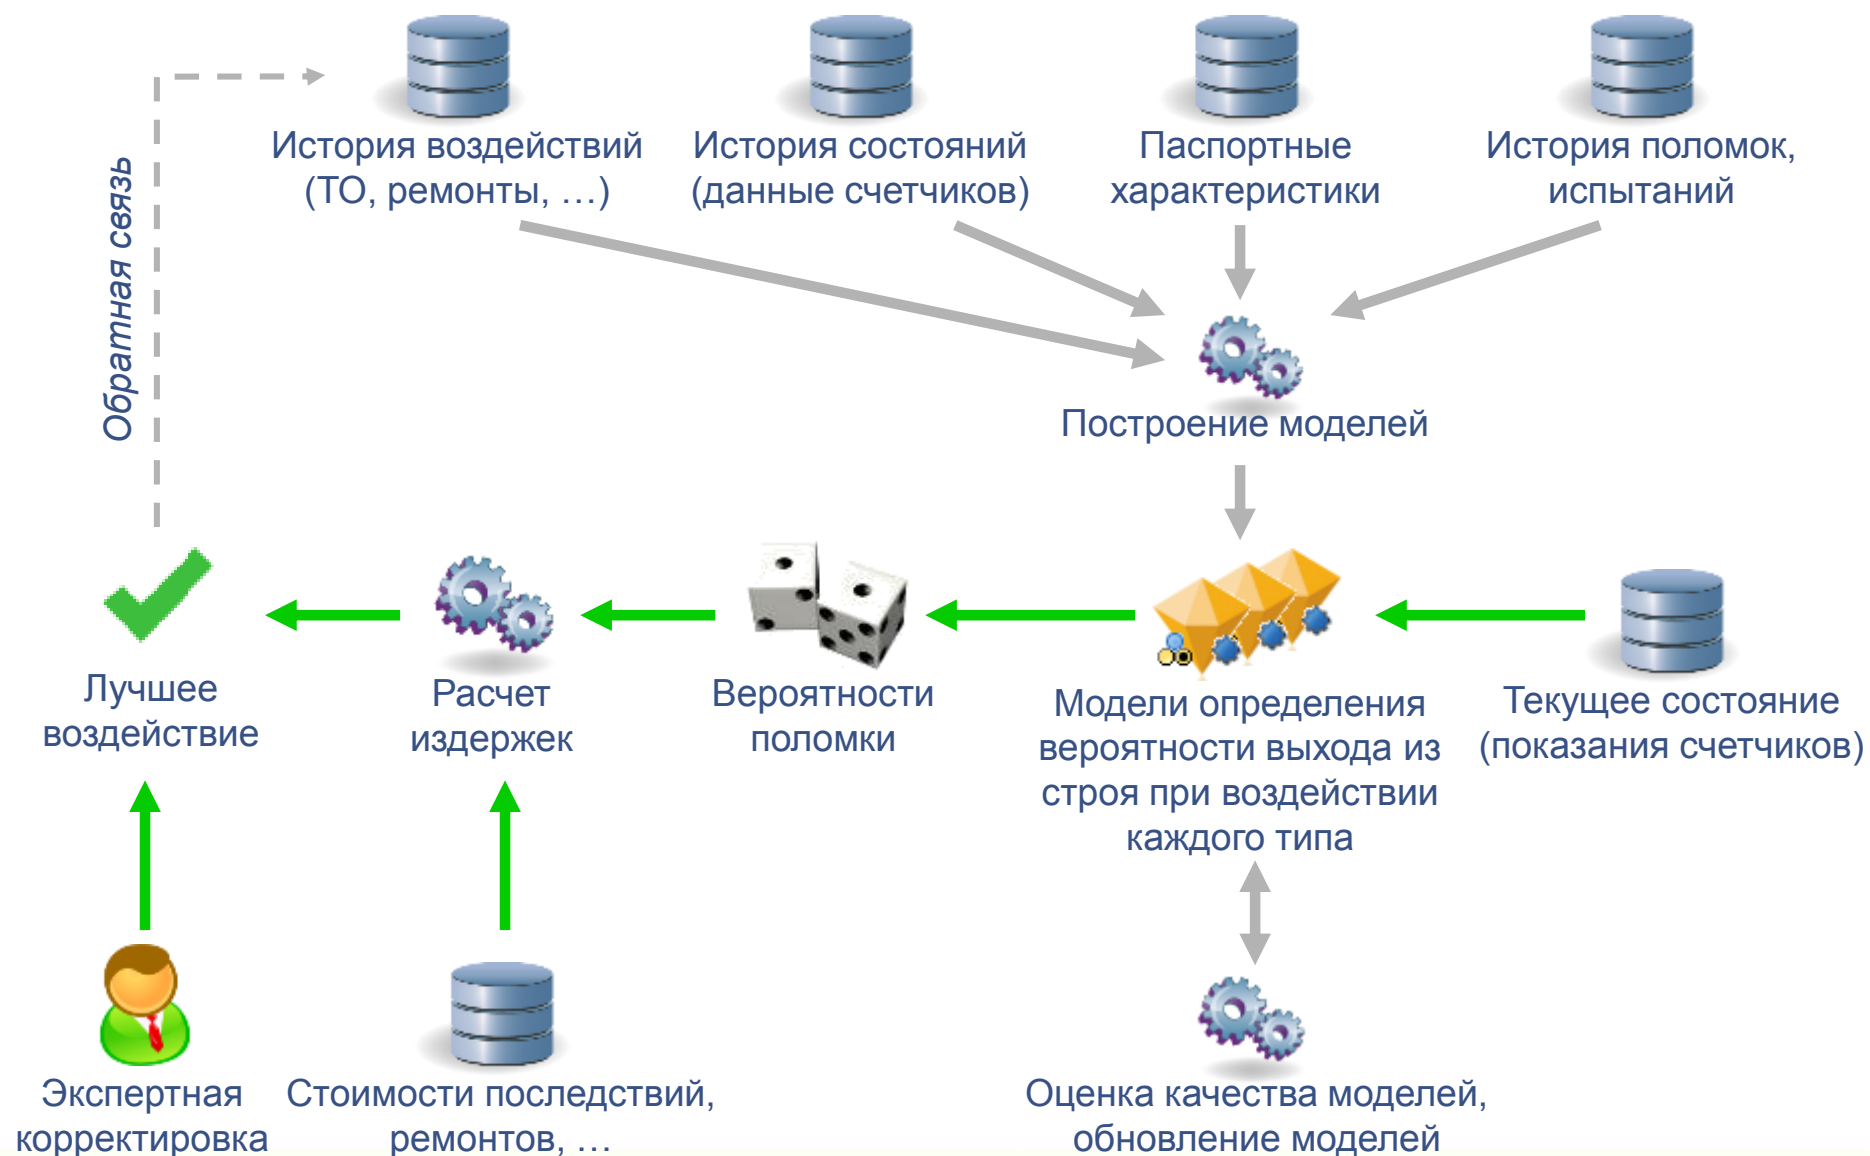 История воздействий
(ТО, ремонты, …)
История состояний
(данные счетчиков)
Паспортные
характеристики
История поломок,
испытаний
Обратная связь
Построение моделей
Лучшее
воздействие
Расчет
издержек
Вероятности
поломки
Модели определения
вероятности выхода из
строя при воздействии
каждого типа
Текущее состояние
(показания счетчиков)
Экспертная
корректировка
Стоимости последствий,
ремонтов, …
Оценка качества моделей,
обновление моделей